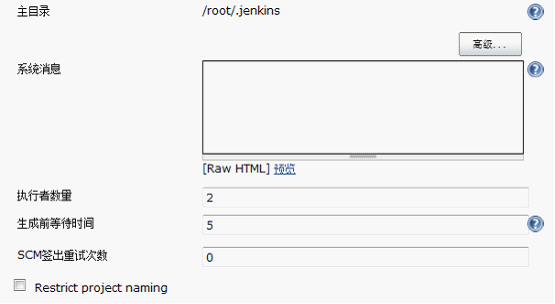 主目录 /root/.jenkins
高级...
系统消息
[Raw HTML] 预览
执行者数量 2
生成前等待时间 5
SCM签出重试次数 0
Restrict project naming